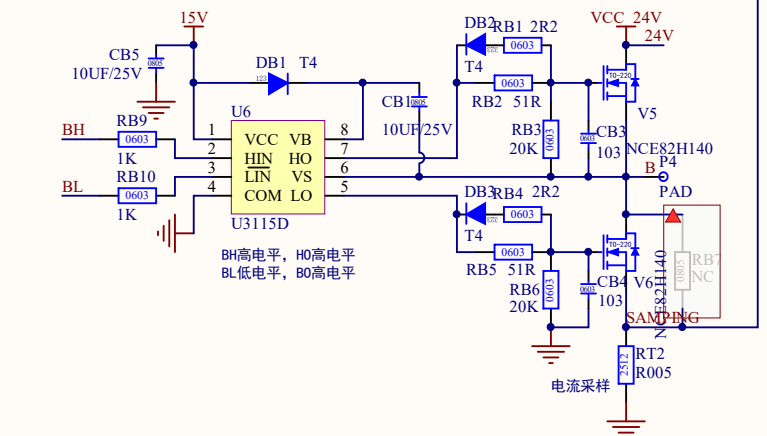 15V
VCC_24V
24V
DB2
RB1 2R2
0603
T4
CB5
0805
10UF/25V
DB1 T4
123
CB1
0805
10UF/25V
0603
RB2 51R
TO-220
V5
RB3
20K
0603
CB3
0603
103
NCE82H140
BH
RB9
0603
1K
BL
RB10
0603
1K
U6
1 VCC VB 8
2 HIN HO 7
3 LIN VS 6
4 COM LO 5
U3115D
B
P4
PAD
DB3
RB4 2R2
0603
T4
0603
RB5 51R
TO-220
V6
NCE82H140
RB6
20K
0603
CB4
0603
103
RB7
NC
0805
BH高电平，HO高电平
BL低电平，BO高电平
SAMPING
RT2
R005
2512
电流采样